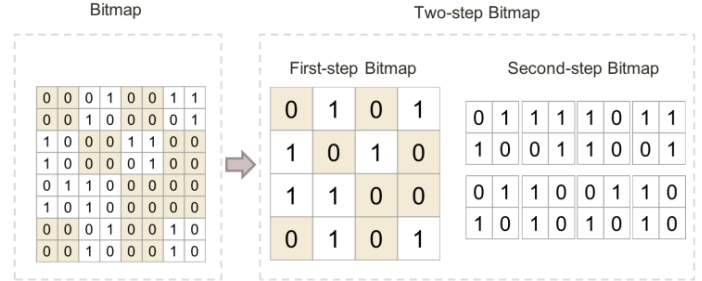 Bitmap
Two-step Bitmap
First-step Bitmap
Second-step Bitmap
0 0 0 1 0 0 1 1
0 0 1 0 0 0 0 1
1 0 0 0 1 1 0 0
1 0 0 0 0 1 0 0
0 1 1 0 0 0 0 0
1 0 1 0 0 0 0 0
0 0 0 1 0 0 1 0
0 0 1 0 0 0 1 0
0 1 0 1
1 0 1 0
1 1 0 0
0 1 0 1
0 1 1 1 1 0 1 1
1 0 0 1 1 0 0 1
0 1 1 0 0 1 1 0
1 0 1 0 1 0 1 0